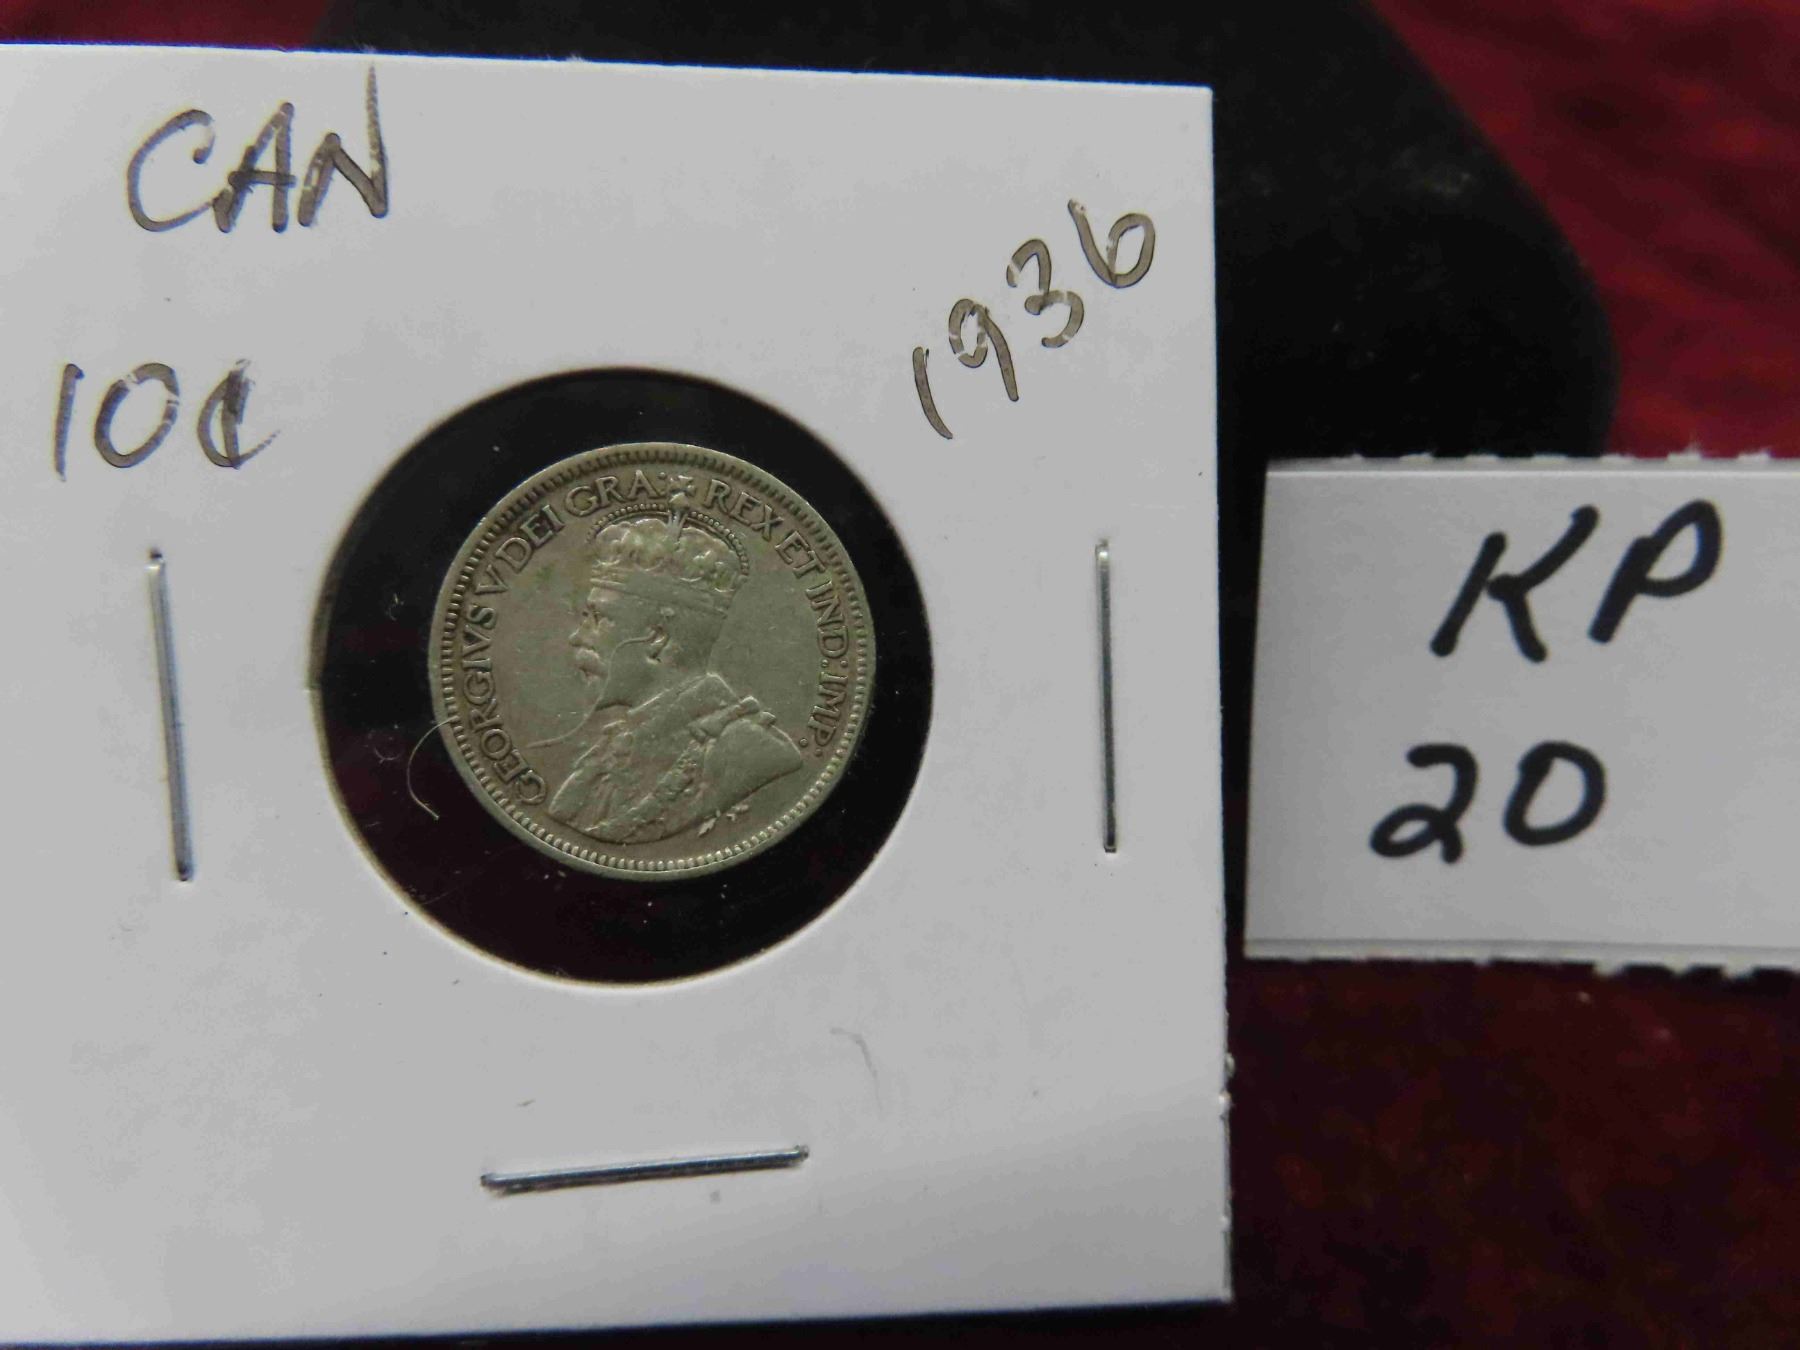 CAN
10¢
1936
GEORGIVS V DEI GRA: REX ET IND: IMP:
KP
20